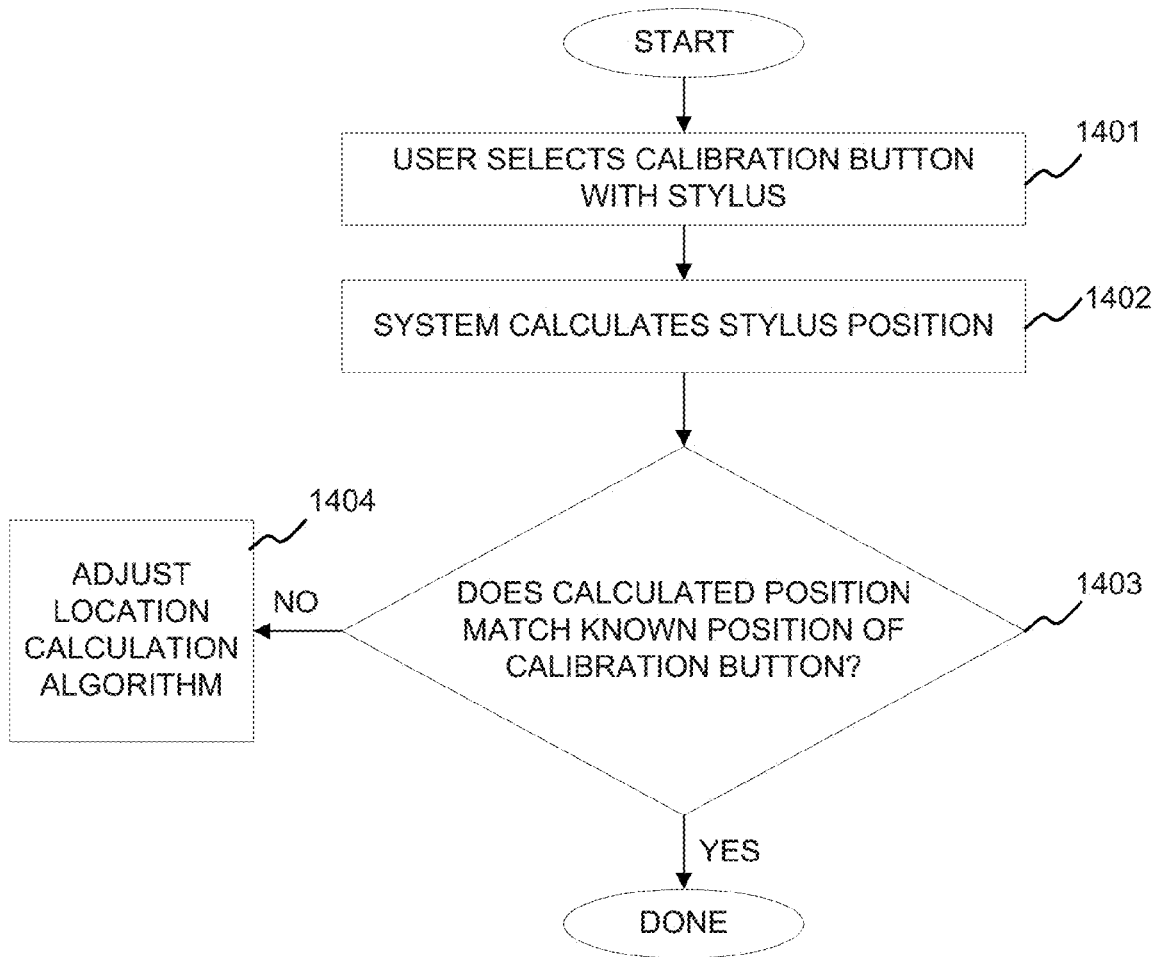 START
1401
USER SELECTS CALIBRATION BUTTON
WITH STYLUS
1402
SYSTEM CALCULATES STYLUS POSITION
1404
ADJUST
LOCATION
CALCULATION
ALGORITHM
NO
1403
DOES CALCULATED POSITION
MATCH KNOWN POSITION OF
CALIBRATION BUTTON?
YES
DONE